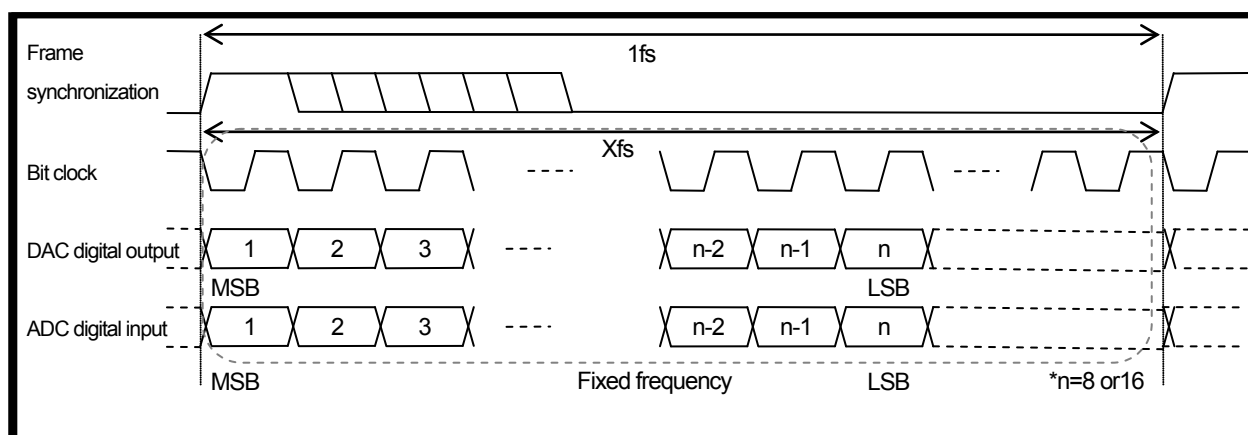 Frame
synchronization
1fs
Xfs
Bit clock
DAC digital output
1 2 3 n-2 n-1 n
MSB LSB
ADC digital input
1 2 3 n-2 n-1 n
MSB Fixed frequency LSB *n=8 or16